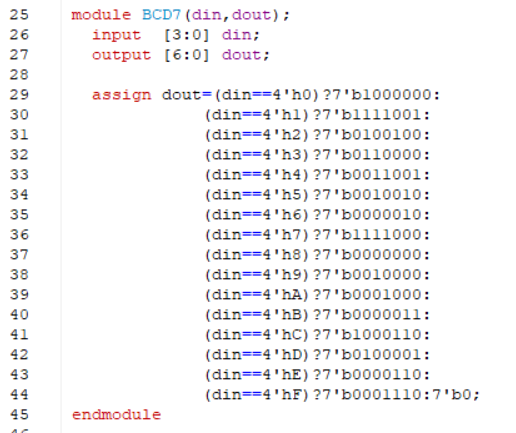 25 module BCD7(din,dout);
26 input [3:0] din;
27 output [6:0] dout;
28
29 assign dout=(din==4'h0)?7'b1000000:
30 (din==4'h1)?7'b1111001:
31 (din==4'h2)?7'b0100100:
32 (din==4'h3)?7'b0110000:
33 (din==4'h4)?7'b0011001:
34 (din==4'h5)?7'b0010010:
35 (din==4'h6)?7'b0000010:
36 (din==4'h7)?7'b1111000:
37 (din==4'h8)?7'b0000000:
38 (din==4'h9)?7'b0010000:
39 (din==4'hA)?7'b0001000:
40 (din==4'hB)?7'b0000011:
41 (din==4'hC)?7'b1000110:
42 (din==4'hD)?7'b0100001:
43 (din==4'hE)?7'b0000110:
44 (din==4'hF)?7'b0001110:7'b0;
45 endmodule